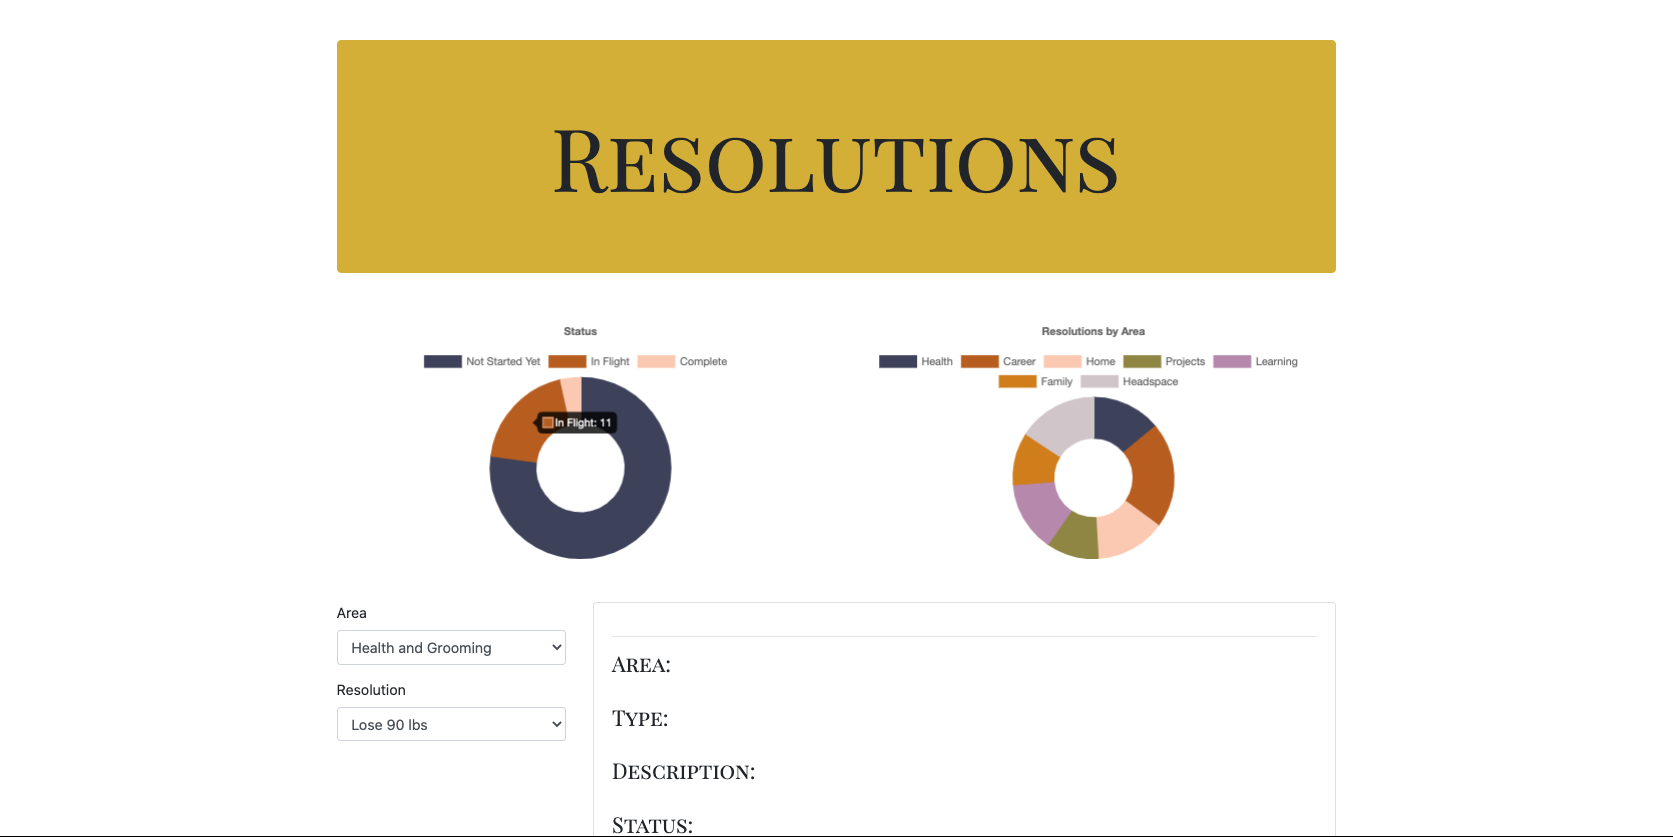 Resolutions
Status
Not Started Yet In Flight Complete
In Flight: 11
Resolutions by Area
Health Career Home Projects Learning
Family Headspace
Area
Health and Grooming
Resolution
Lose 90 lbs
Area:
Type:
Description:
Status: